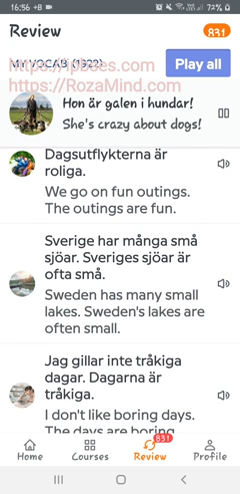 16:56 +8
72%
Review
831
MY VOCAB (1922)
Play all
https://ipieces.com
https://RozaMind.com
Hon är galen i hundar!
She's crazy about dogs!
Dagsutflykterna är
roliga.
We go on fun outings.
The outings are fun.
Sverige har många små
sjöar. Sveriges sjöar är
ofta små.
Sweden has many small
lakes. Sweden's lakes are
often small.
Jag gillar inte tråkiga
dagar. Dagarna är
tråkiga.
I don't like boring days.
The days are boring
831
Home
Courses
Review
Profile